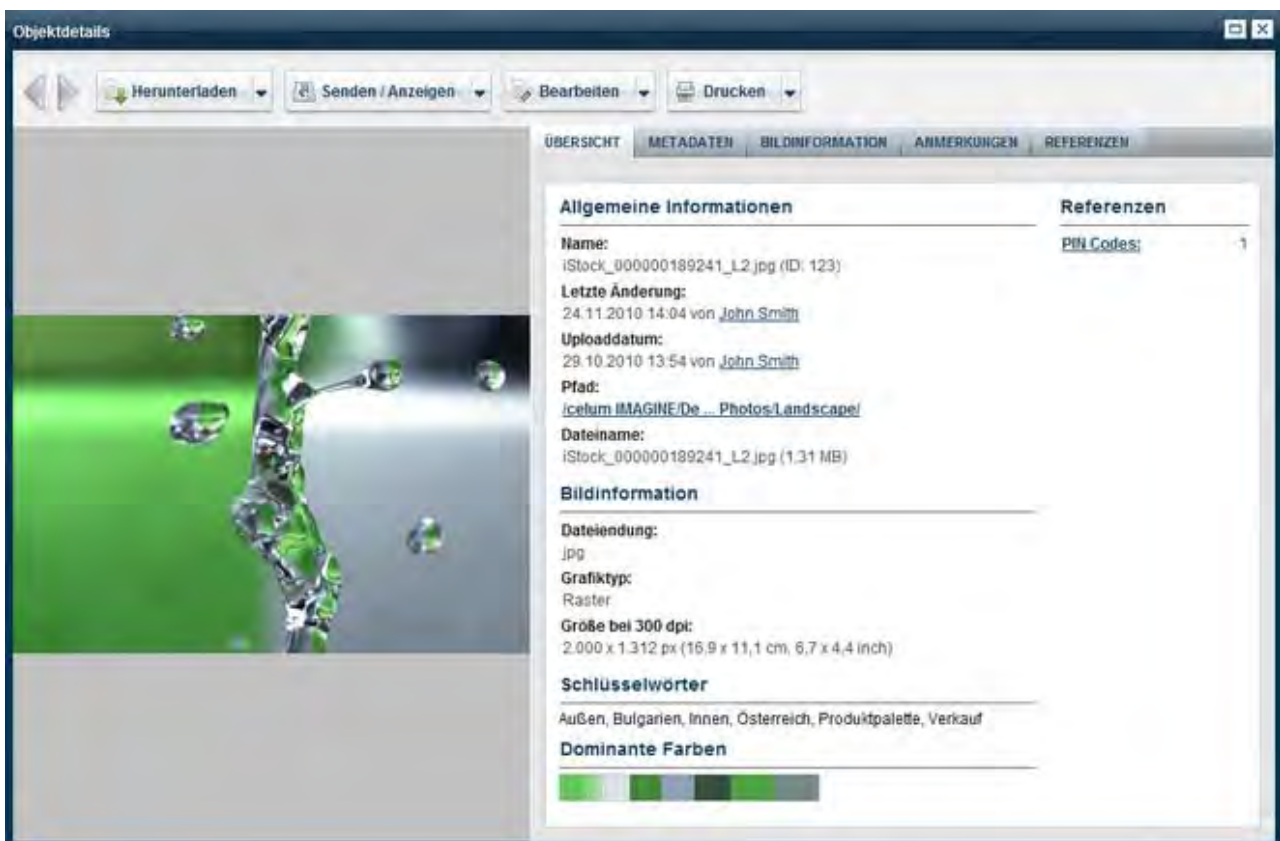 Objektdetails
Herunterladen
Senden / Anzeigen
Bearbeiten
Drucken
ÜBERSICHT
METADATEN
BILDINFORMATION
ANMERKUNGEN
REFERENZEN
Allgemeine Informationen
Name:
iStock_000000189241_L2.jpg (ID: 123)
Letzte Änderung:
24.11.2010 14:04 von John Smith
Uploaddatum:
29.10.2010 13:54 von John Smith
Pfad:
/celum IMAGINE/De ... Photos/Landscape/
Dateiname:
iStock_000000189241_L2.jpg (1.31 MB)
Bildinformation
Dateiendung:
jpg
Grafiktyp:
Raster
Größe bei 300 dpi:
2.000 x 1.312 px (16,9 x 11,1 cm, 6,7 x 4,4 inch)
Schlüsselwörter
Außen, Bulgarien, Innen, Österreich, Produktpalette, Verkauf
Dominante Farben
Referenzen
PIN Codes: 1